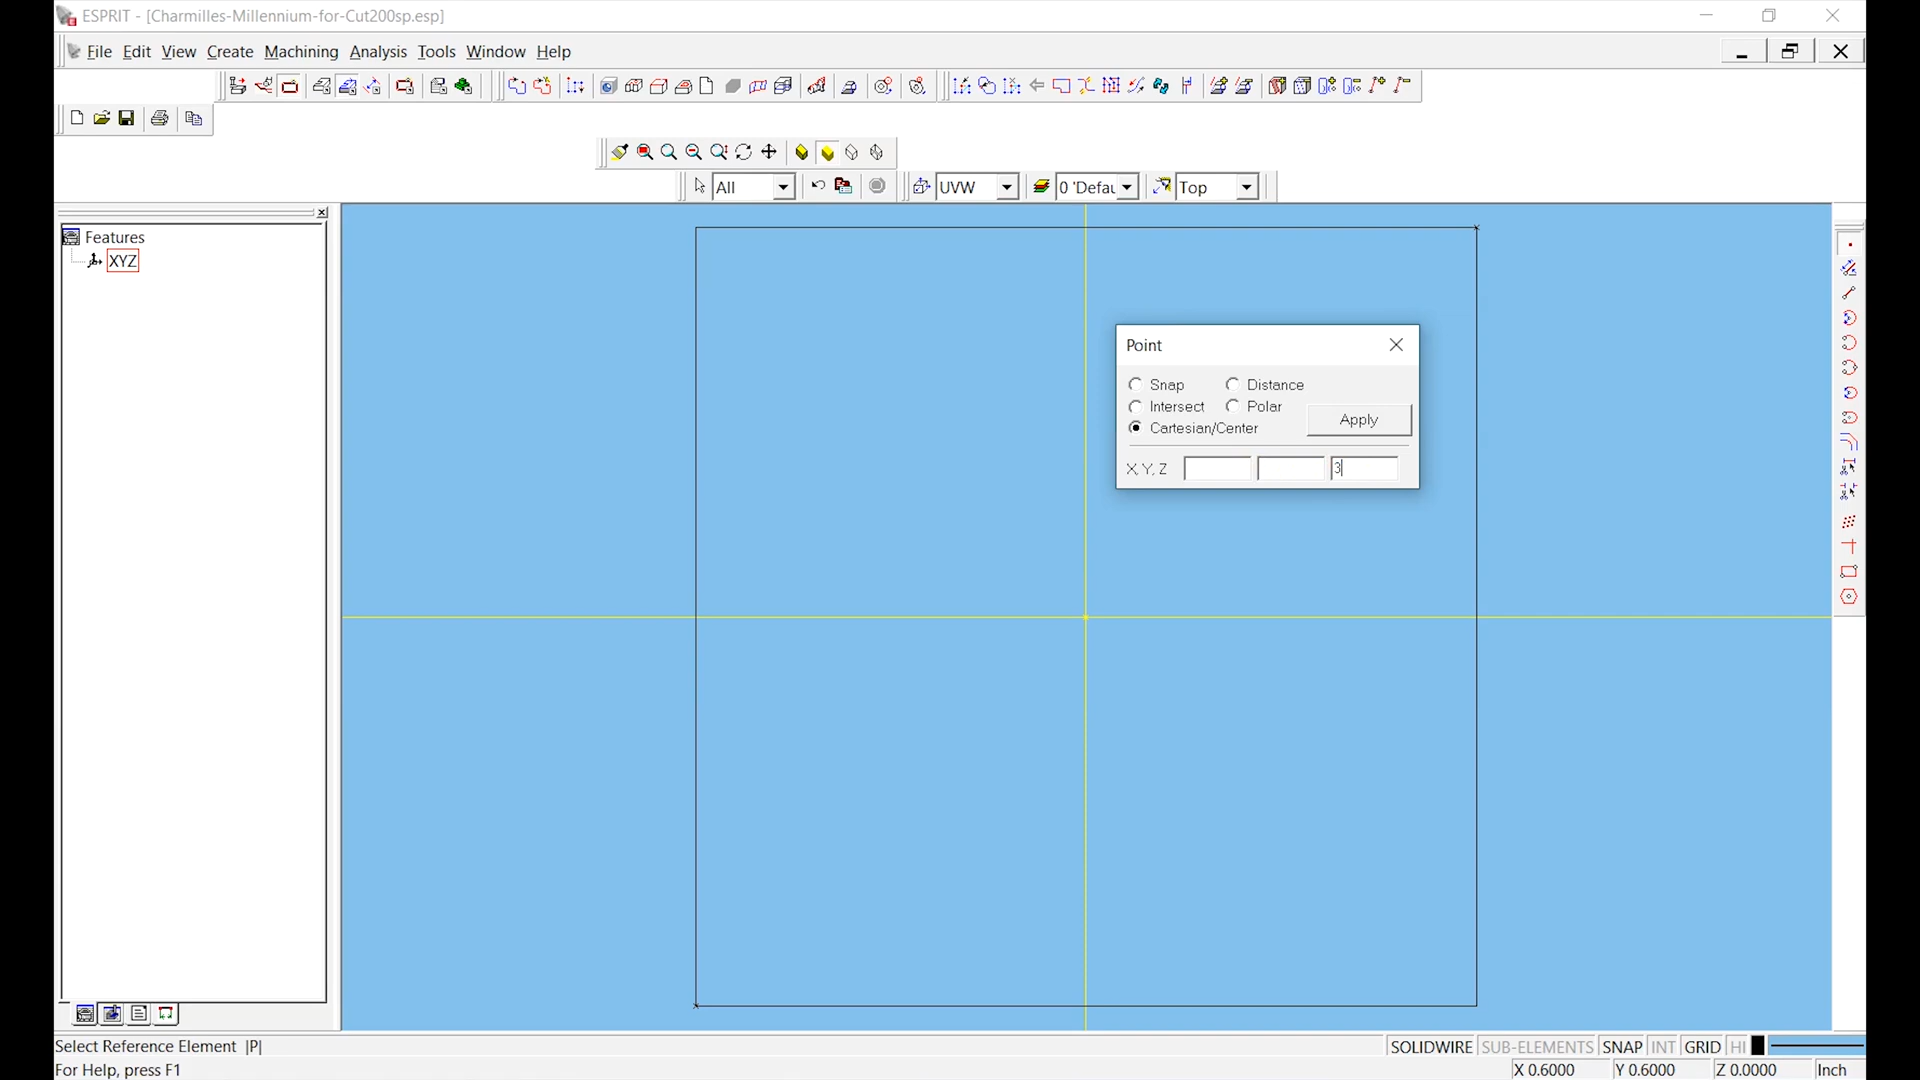 ESPRIT - [Charmilles-Millennium-for-Cut200sp.esp]
File Edit View Create Machining Analysis Tools Window Help
All UVW 0 'Defau Top
Features
XYZ
Point
Snap Distance
Intersect Polar
Cartesian/Center Apply
X, Y, Z 3
Select Reference Element |P| SOLIDWIRE SUB-ELEMENTS SNAP INT GRID HI
For Help, press F1 X 0.6000 Y 0.6000 Z 0.0000 Inch